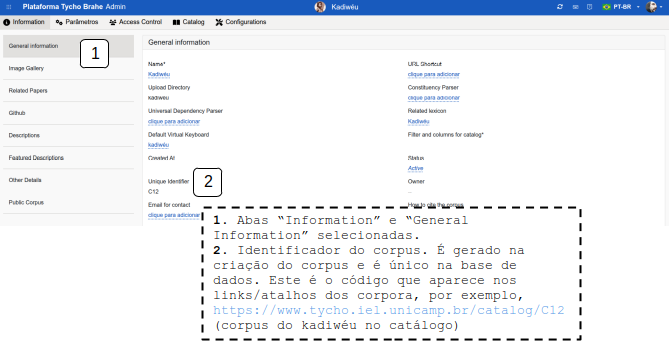 Plataforma Tycho Brahe Admin
Kadiwéu
PT-BR
Information
Parâmetros
Access Control
Catalog
Configurações
General information
Image Gallery
Related Papers
Github
Descriptions
Featured Descriptions
Other Details
Public Corpus
1
General information
Name*
Kadiwéu
URL Shortcut
clique para adicionar
Upload Directory
kadiweu
Constituency Parser
clique para adicionar
Universal Dependency Parser
clique para adicionar
Related lexicon
Kadiwéu
Default Virtual Keyboard
kadiweu
Filter and columns for catalog*
Created At
Status
Active
Unique Identifier
C12
2
Owner
--
Email for contact
clique para adicionar
How to cite the corpus
1. Abas “Information” e “General
Information” selecionadas.
2. Identificador do corpus. É gerado na
criação do corpus e é único na base de
dados. Este é o código que aparece nos
links/atalhos dos corpora, por exemplo,
https://www.tycho.iel.unicamp.br/catalog/C12
(corpus do kadiwéu no catálogo)